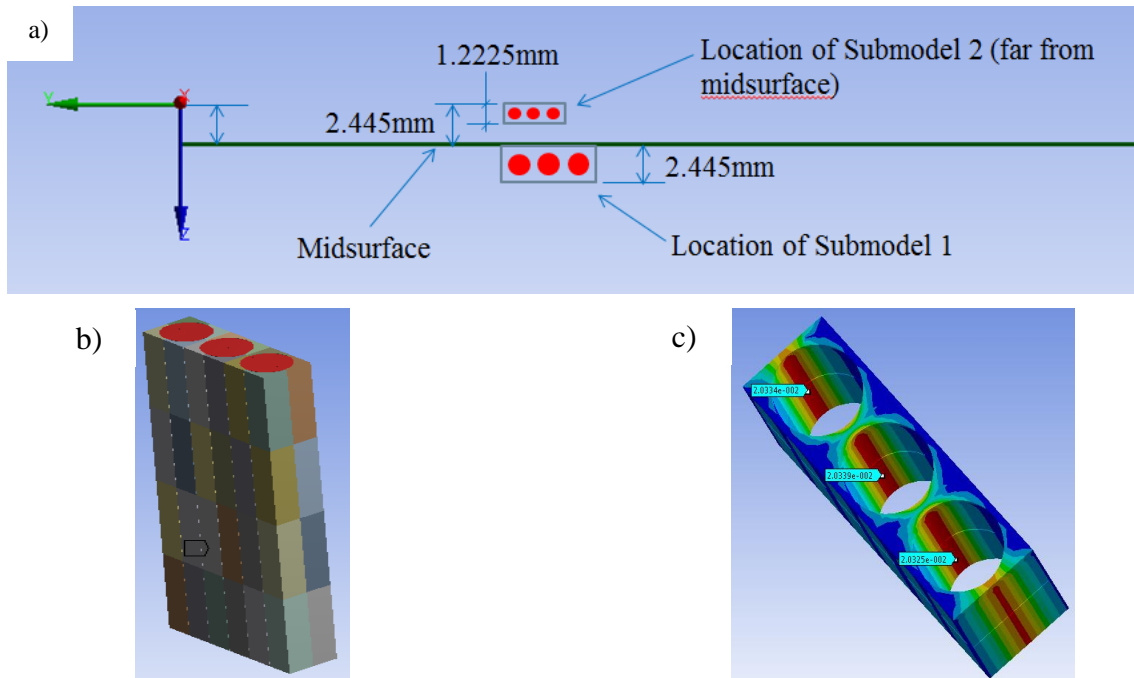 a)
1.2225mm
Location of Submodel 2 (far from
midsurface)
Y
X
2.445mm
2.445mm
Z
Midsurface
Location of Submodel 1
b)
c)
2.0334e-002
2.0339e-002
2.0325e-002